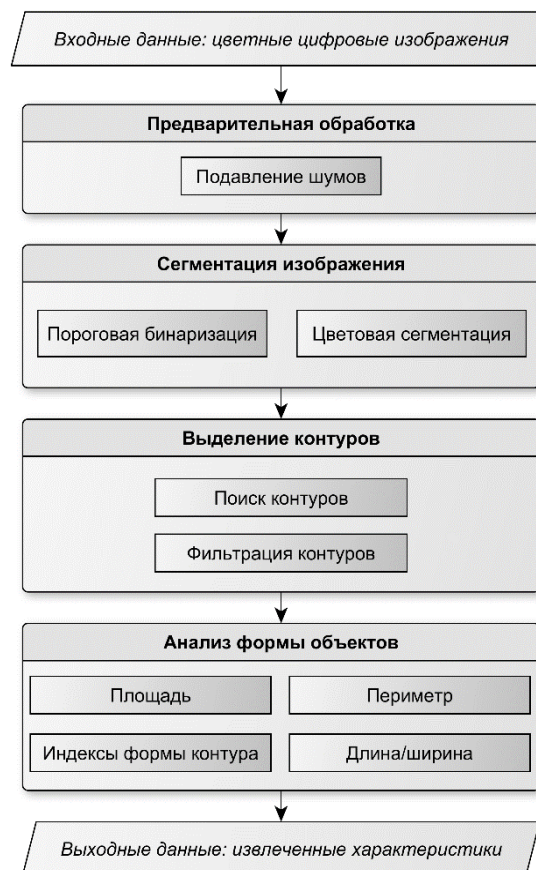 Входные данные: цветные цифровые изображения
Предварительная обработка
Подавление шумов
Сегментация изображения
Пороговая бинаризация
Цветовая сегментация
Выделение контуров
Поиск контуров
Фильтрация контуров
Анализ формы объектов
Площадь
Периметр
Индексы формы контура
Длина/ширина
Выходные данные: извлеченные характеристики